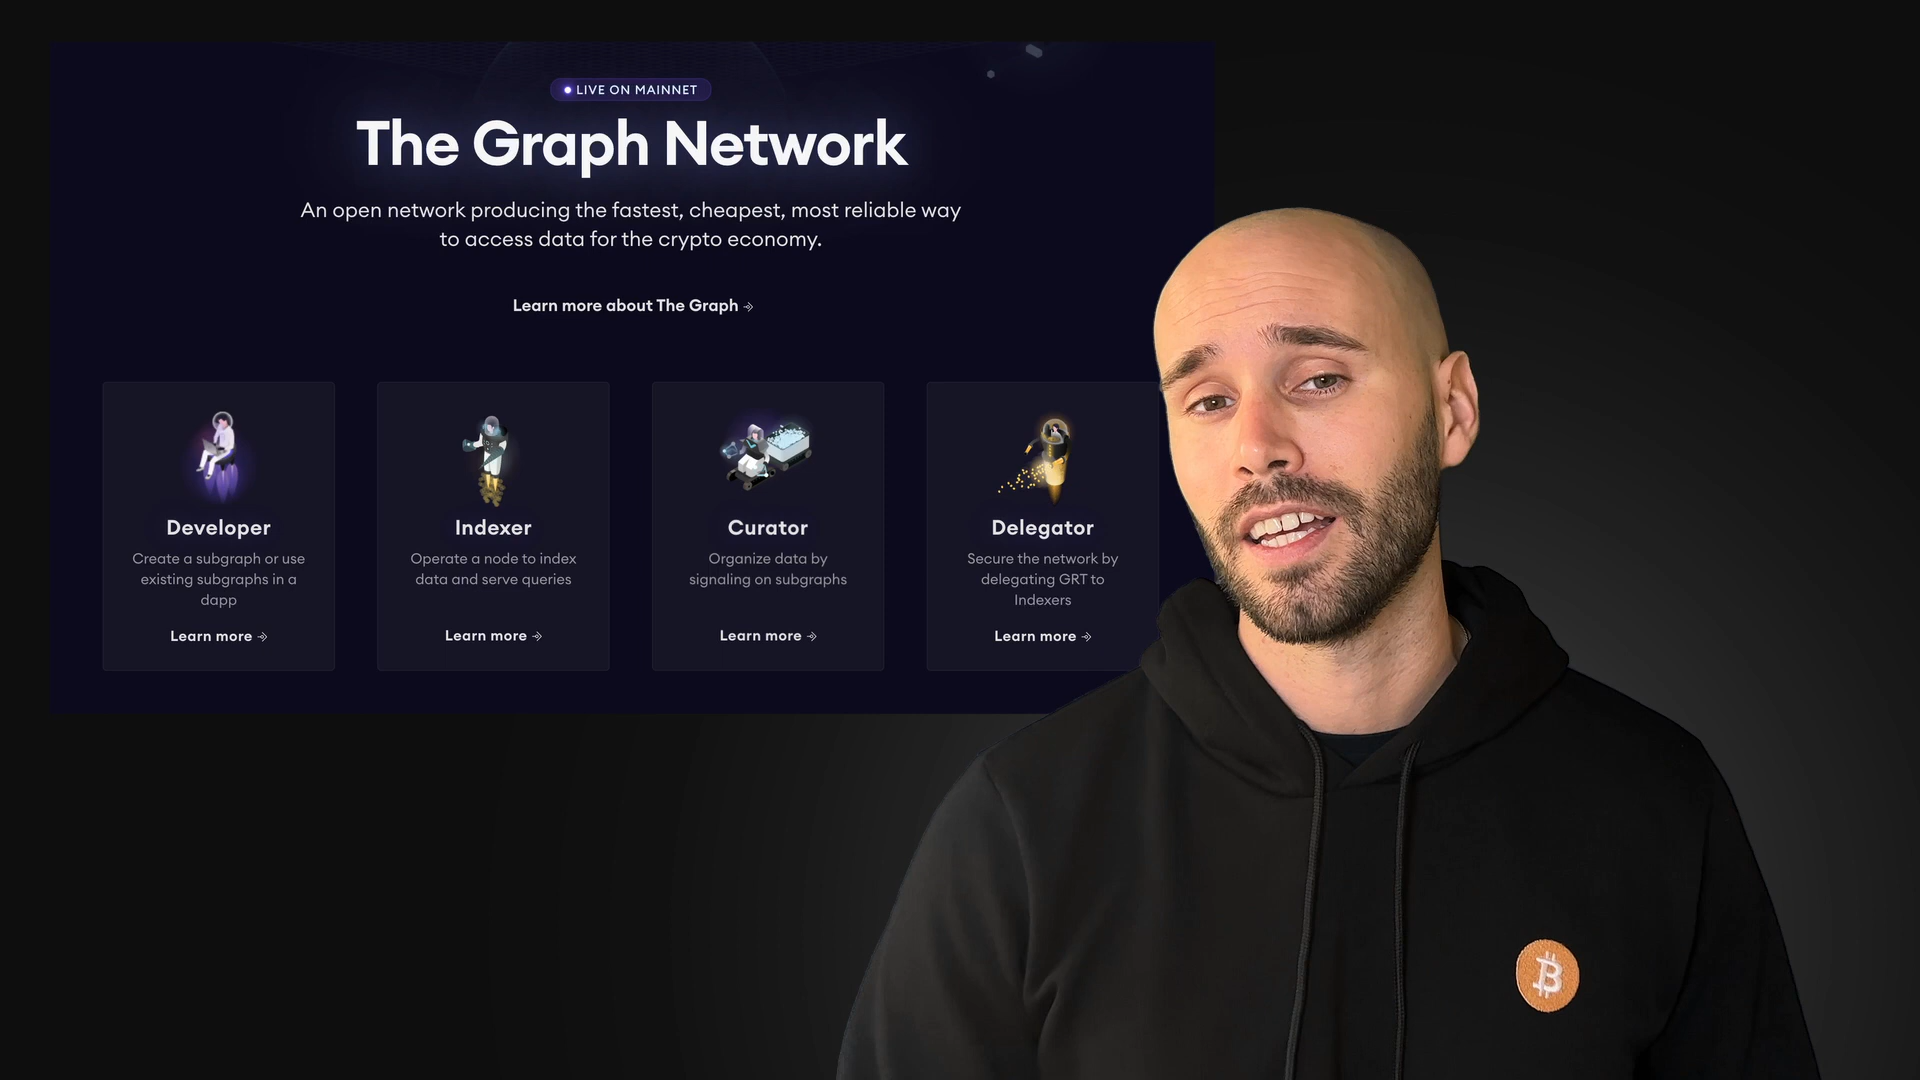 LIVE ON MAINNET
The Graph Network
An open network producing the fastest, cheapest, most reliable way
to access data for the crypto economy.
Learn more about The Graph
Developer
Create a subgraph or use
existing subgraphs in a
dapp
Learn more
Indexer
Operate a node to index
data and serve queries
Learn more
Curator
Organize data by
signaling on subgraphs
Learn more
Delegator
Secure the network by
delegating GRT to
Indexers
Learn more